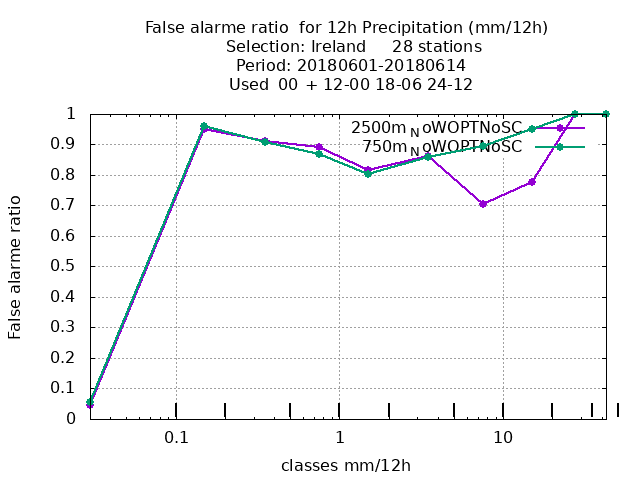 False alarme ratio  for 12h Precipitation (mm/12h)
Selection: Ireland     28 stations
Period: 20180601-20180614
Used  00 + 12-00 18-06 24-12
2500m_NoWOPTNoSC
750m_NoWOPTNoSC
1
0.9
0.8
0.7
0.6
0.5
0.4
0.3
0.2
0.1
0
False alarme ratio
0.1
1
10
classes mm/12h